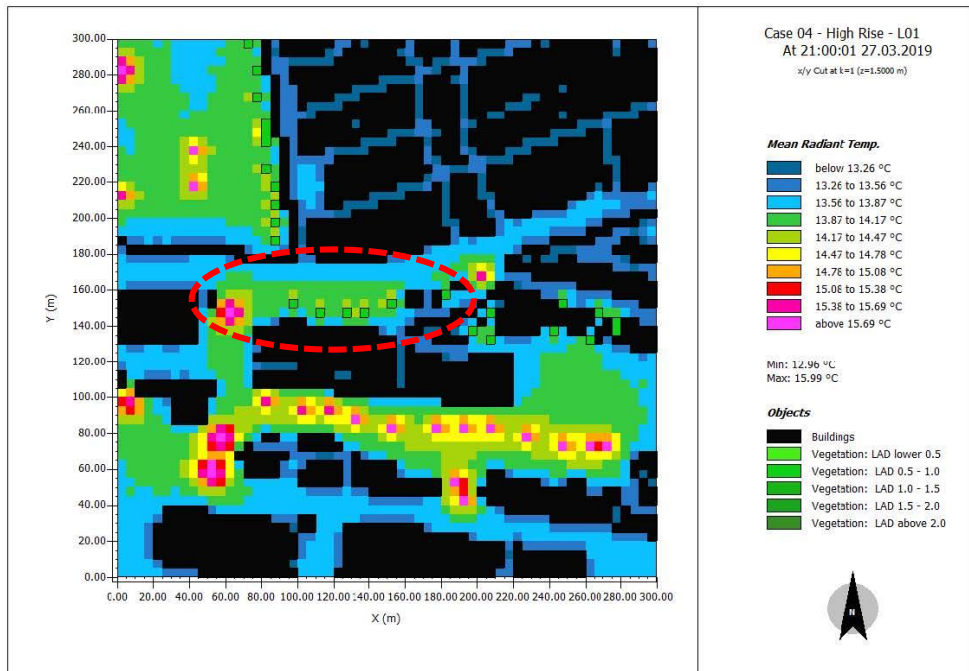 Case 04 - High Rise - L01
At 21:00:01 27.03.2019
x/y Cut at k=1 (z=1.5000 m)
300.00
280.00
260.00
240.00
220.00
200.00
180.00
160.00
140.00
120.00
100.00
80.00
60.00
40.00
20.00
0.00
Y (m)
0.00 20.00 40.00 60.00 80.00 100.00 120.00 140.00 160.00 180.00 200.00 220.00 240.00 260.00 280.00 300.00
X (m)
Mean Radiant Temp.
below 13.26 °C
13.26 to 13.56 °C
13.56 to 13.87 °C
13.87 to 14.17 °C
14.17 to 14.47 °C
14.47 to 14.78 °C
14.78 to 15.08 °C
15.08 to 15.38 °C
15.38 to 15.69 °C
above 15.69 °C
Min: 12.96 °C
Max: 15.99 °C
Objects
Buildings
Vegetation: LAD lower 0.5
Vegetation: LAD 0.5 - 1.0
Vegetation: LAD 1.0 - 1.5
Vegetation: LAD 1.5 - 2.0
Vegetation: LAD above 2.0
N